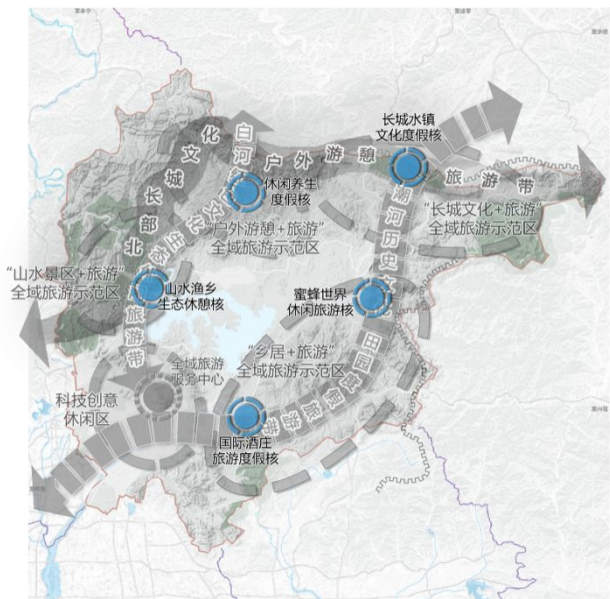 长城水镇
文化度假核
北部长城文化户外游憩旅游带
休闲养生
度假核
"户外游憩+旅游"
全域旅游示范区
"长城文化+旅游"
全域旅游示范区
"山水景区+旅游"
全域旅游示范区
山水渔乡
生态休憩核
蜜蜂世界
休闲旅游核
白河
文化生态
旅游带
潮河历史文
田园
旅游带
"乡居+旅游"
全域旅游示范区
全域旅游
服务中心
科技创意
休闲区
国际酒庄
旅游度假核